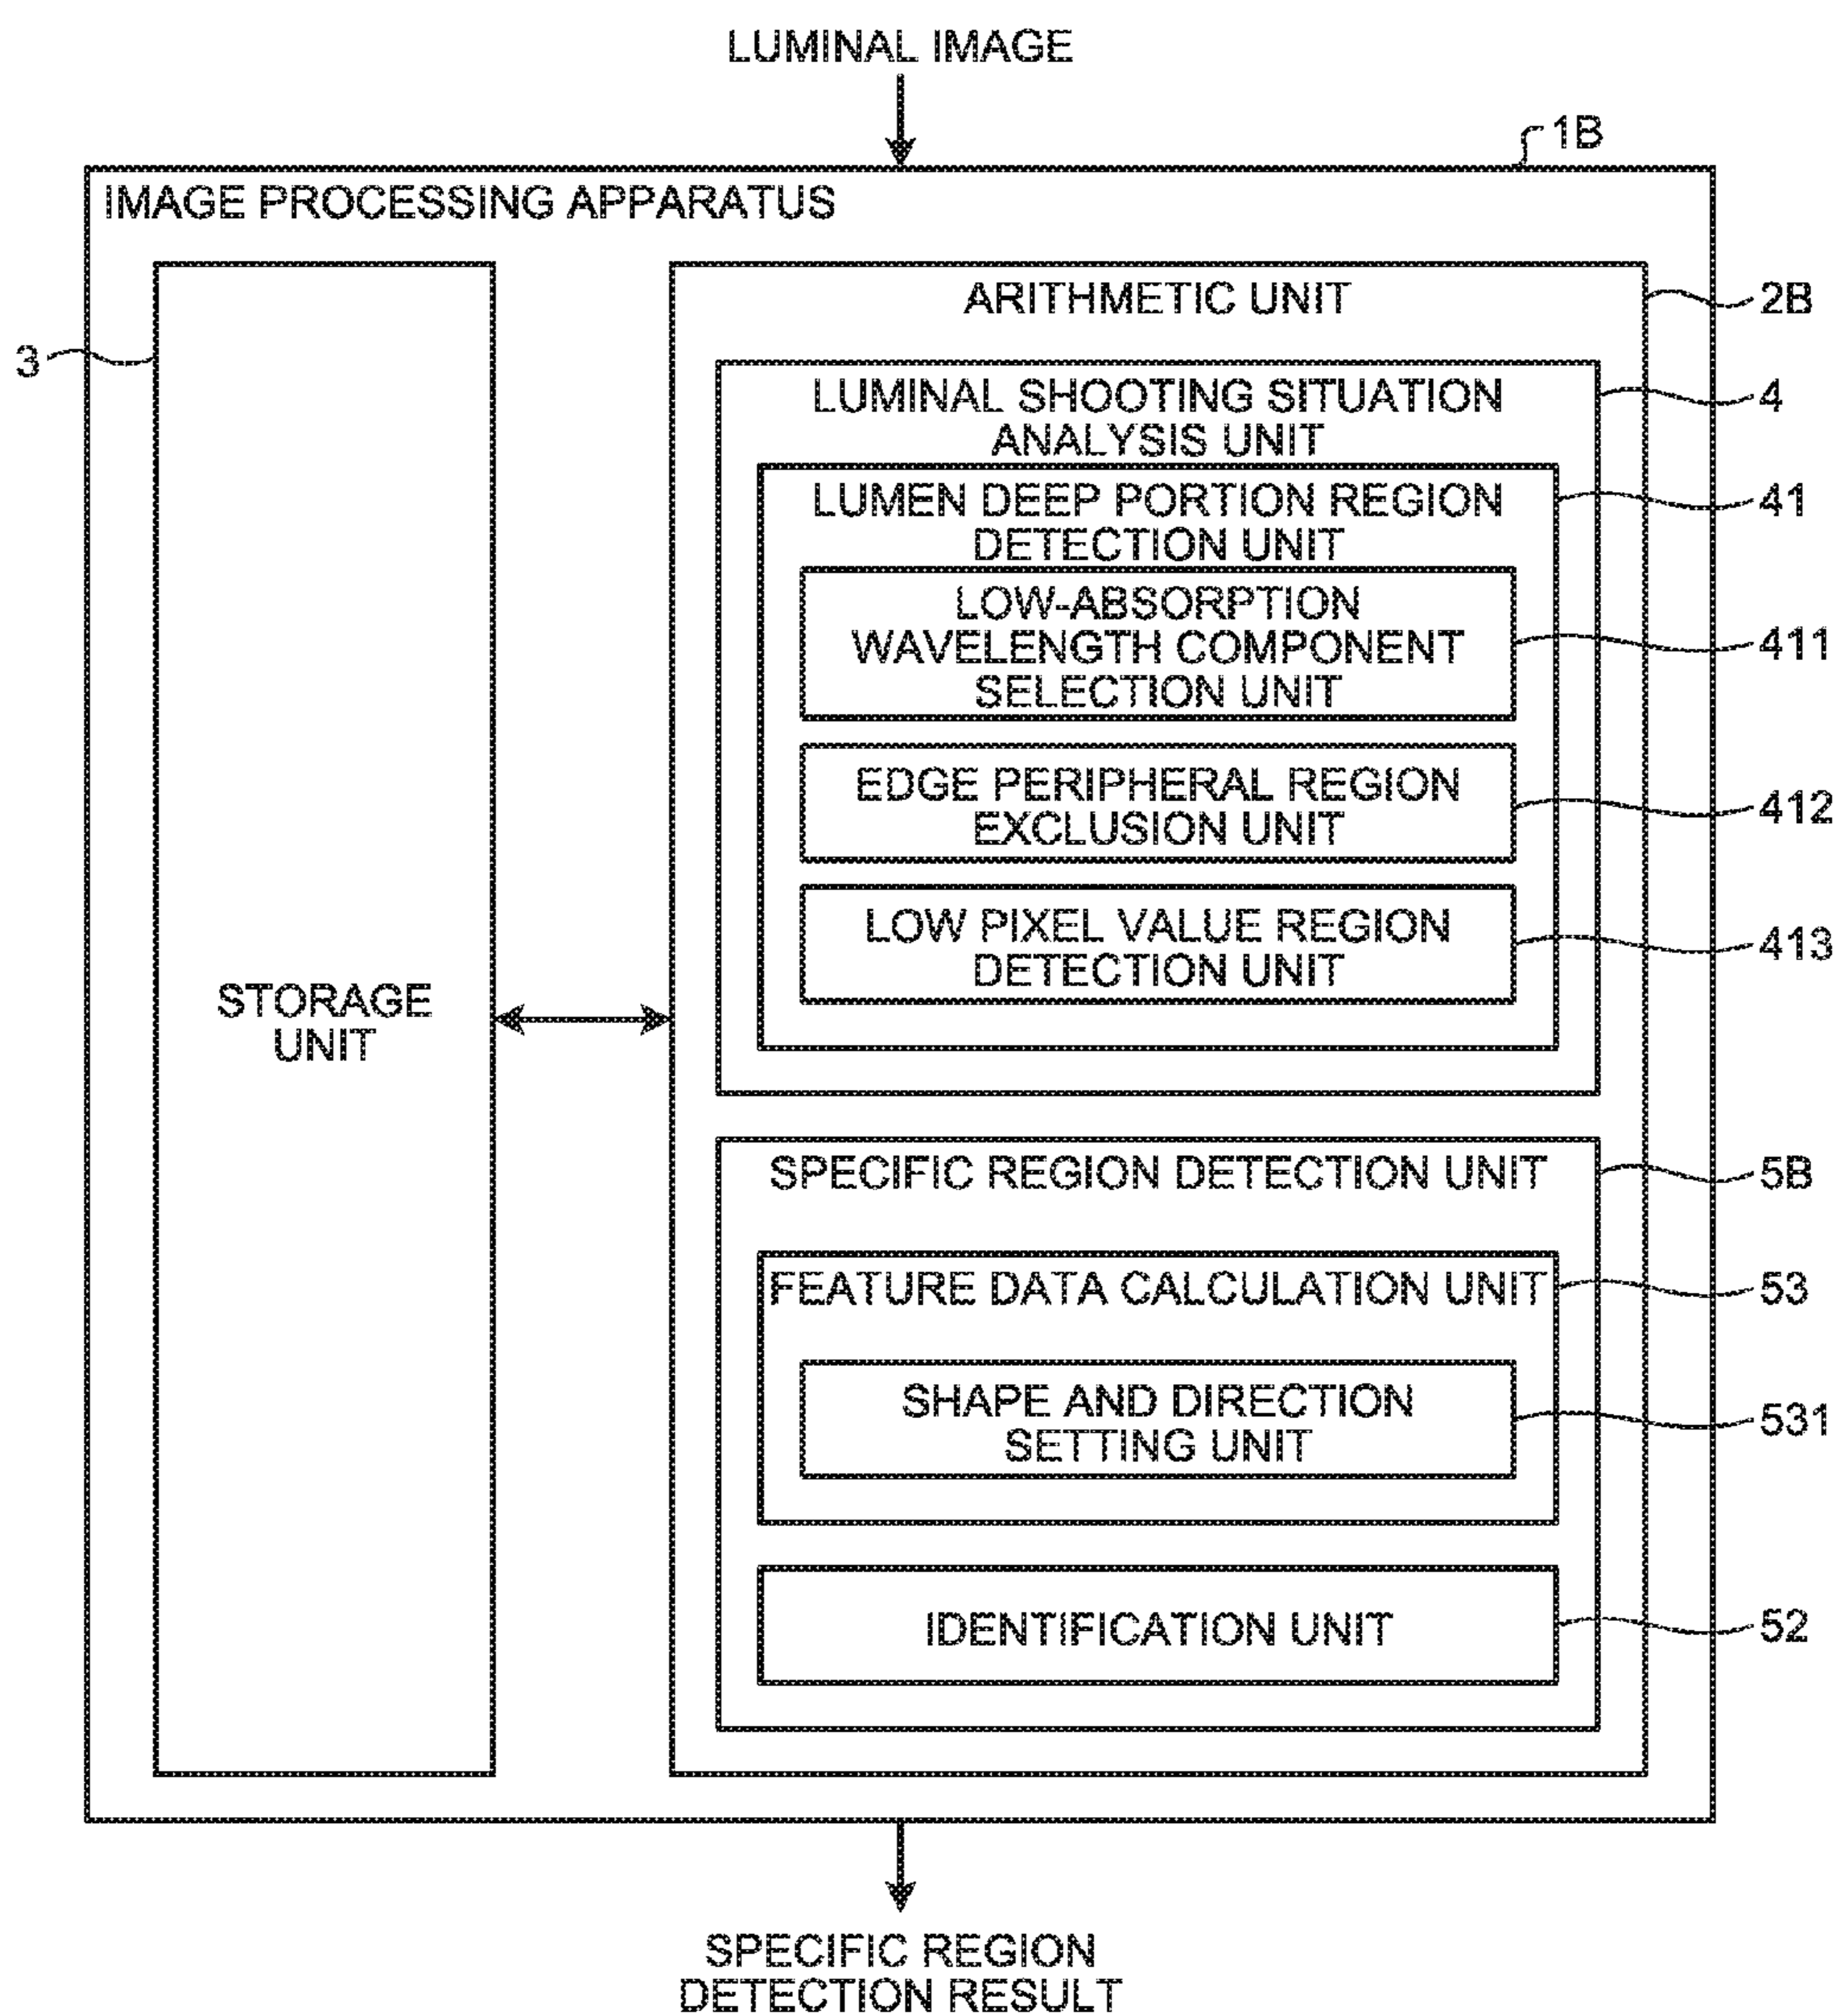 LUMINAL IMAGE
1B
IMAGE PROCESSING APPARATUS
3
STORAGE
UNIT
ARITHMETIC UNIT
2B
LUMINAL SHOOTING SITUATION
ANALYSIS UNIT
4
LUMEN DEEP PORTION REGION
DETECTION UNIT
41
LOW-ABSORPTION
WAVELENGTH COMPONENT
SELECTION UNIT
411
EDGE PERIPHERAL REGION
EXCLUSION UNIT
412
LOW PIXEL VALUE REGION
DETECTION UNIT
413
SPECIFIC REGION DETECTION UNIT
5B
FEATURE DATA CALCULATION UNIT
53
SHAPE AND DIRECTION
SETTING UNIT
531
IDENTIFICATION UNIT
52
SPECIFIC REGION
DETECTION RESULT